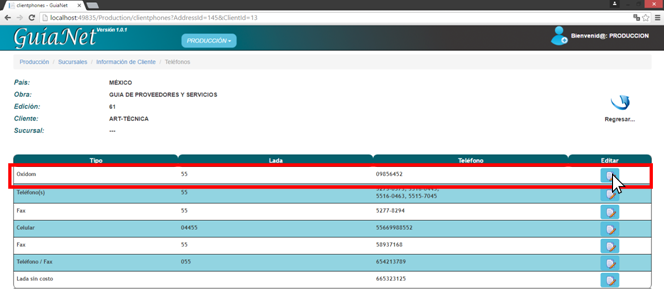 clientphones - GuiaNet
localhost:49835/Production/clientphones?AddressId=145&CLientId=13
GuíaNet Versión 1.0.1
PRODUCCIÓN
Bienvenid@: PRODUCCION
Producción / Sucursales / Información de Cliente / Teléfonos
País: MÉXICO
Obra: GUIA DE PROVEEDORES Y SERVICIOS
Edición: 61
Cliente: ART-TÉCNICA
Sucursal: ---
Regresar...
Tipo Lada Teléfono Editar
Oxidom 55 09856452
Teléfono(s) 55
5516-0463, 5515-7045
Fax 55 5277-8294
Celular 04455 55669988552
Fax 55 58937168
Teléfono / Fax 055 654213789
Lada sin costo 665323125